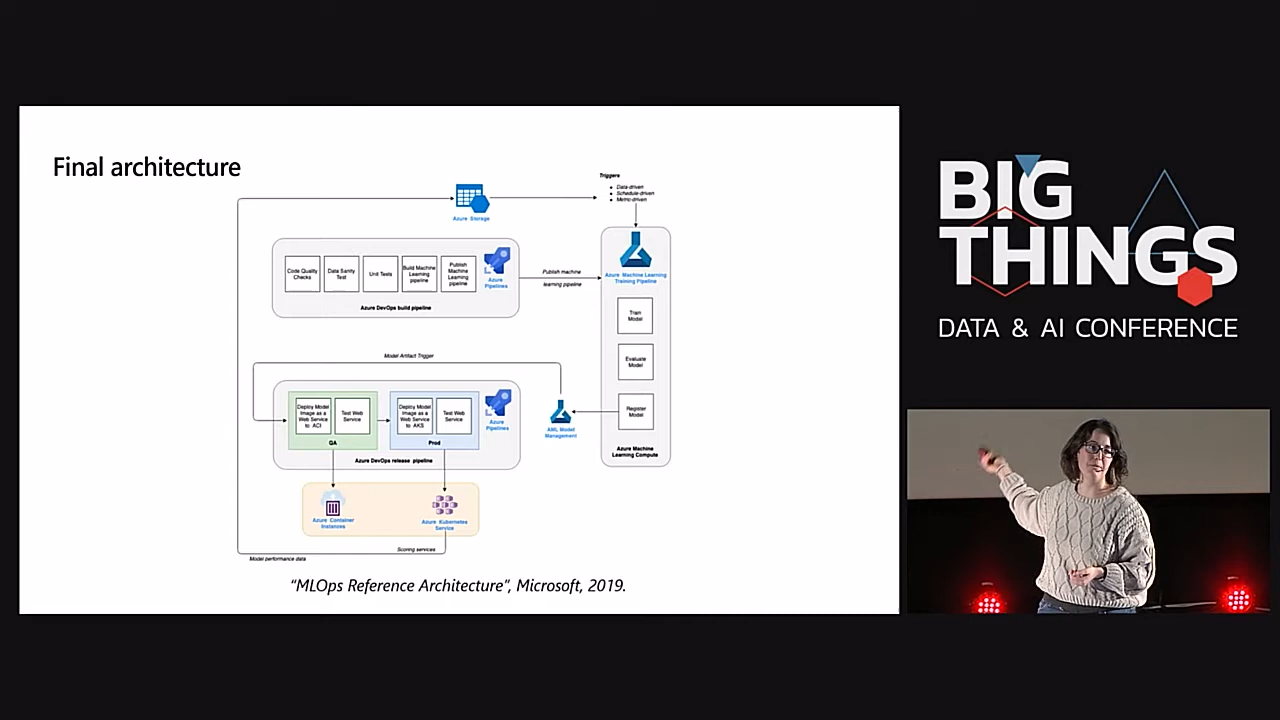 Final architecture
Triggers
Data-driven
Schedule-driven
Metric-driven
Azure Storage
Code Quality
Checks
Data Sanity
Test
Unit Tests
Build Machine
Learning
pipeline
Publish
Machine
Learning
pipeline
Azure
Pipelines
Azure DevOps build pipeline
Publish machine
learning pipeline
Azure Machine Learning
Training Pipeline
Train
Model
Evaluate
Model
Register
Model
Azure Machine
Learning Compute
Model Artifact Trigger
Deploy Model
Image as a
Web Service
to ACI
Test Web
Service
QA
Deploy Model
Image as a
Web Service
to AKS
Test Web
Service
Prod
Azure
Pipelines
Azure DevOps release pipeline
AML Model
Management
Azure Container
Instances
Azure Kubernetes
Service
Scoring services
Model performance data
"MLOps Reference Architecture", Microsoft, 2019.
BIG
THINGS
DATA & AI CONFERENCE